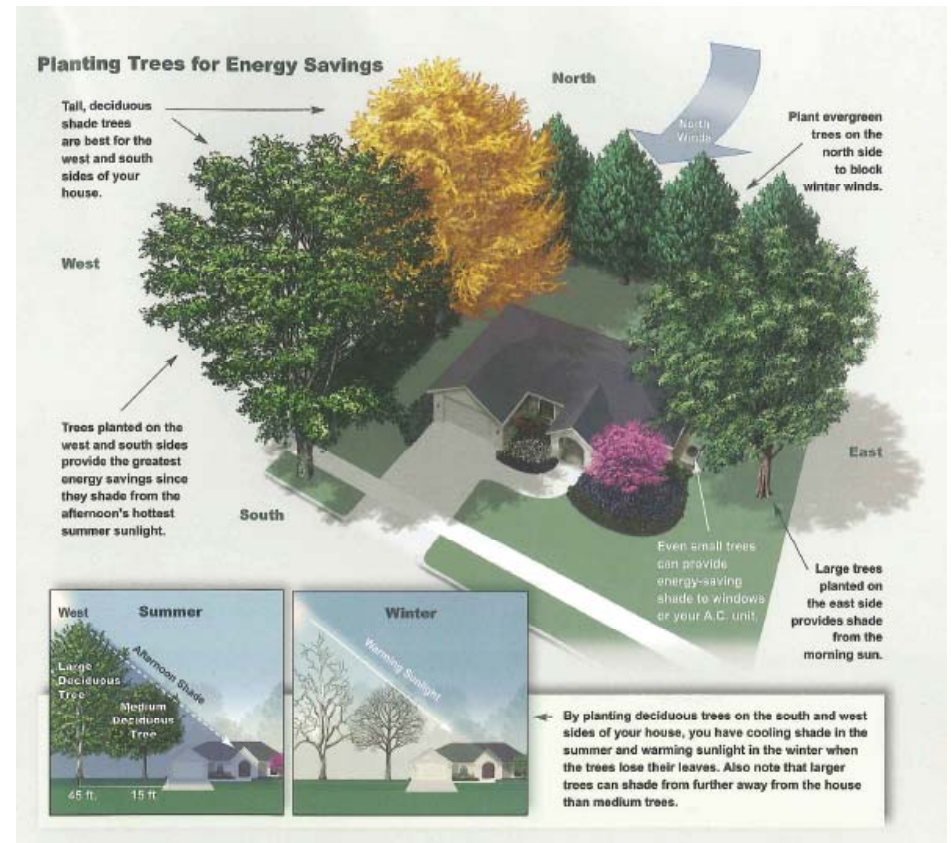 Planting Trees for Energy Savings
North
Tall, deciduous
shade trees
are best for the
west and south
sides of your
house.
North
Winds
Plant evergreen
trees on the
north side
to block
winter winds.
West
Trees planted on the
west and south sides
provide the greatest
energy savings since
they shade from the
afternoon's hottest
summer sunlight.
South
East
Even small trees
can provide
energy-saving
shade to windows
or your A.C. unit.
Large trees
planted on
the east side
provides shade
from the
morning sun.
West
Summer
Afternoon Shade
Large
Deciduous
Tree
Medium
Deciduous
Tree
45 ft.
15 ft
Winter
Warming Sunlight
By planting deciduous trees on the south and west
sides of your house, you have cooling shade in the
summer and warming sunlight in the winter when
the trees lose their leaves. Also note that larger
trees can shade from further away from the house
than medium trees.